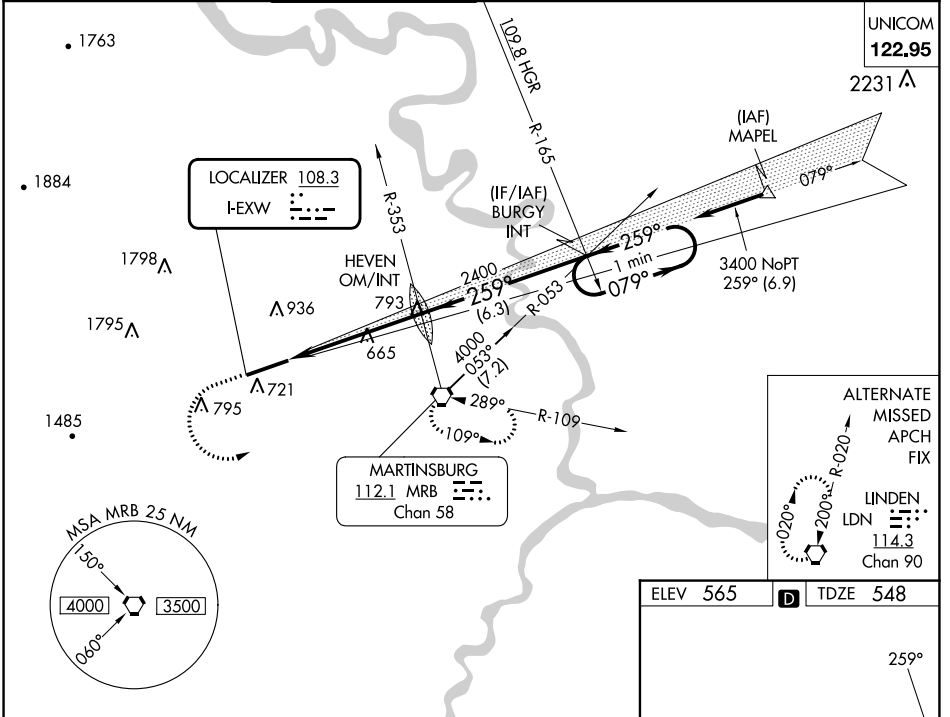 1763
109.8 HGR
R-165
UNICOM
122.95
2231
(IAF)
MAPEL
079°
1884
LOCALIZER 108.3
I-EXW
R-353
(IF/IAF)
BURGY
INT
259°
1 min
079°
3400 NoPT
259° (6.9)
1798
HEVEN
OM/INT
793
2400
259°
(6.3)
R-053
936
1795
665
4000
053°
(7.2)
721
795
1485
289°
R-109
109°
MARTINSBURG
112.1 MRB
Chan 58
ALTERNATE
MISSED
APCH
FIX
R-020
020°
200°
LINDEN
LDN
114.3
Chan 90
MSA MRB 25 NM
150°
4000
3500
060°
ELEV 565 D TDZE 548
259°